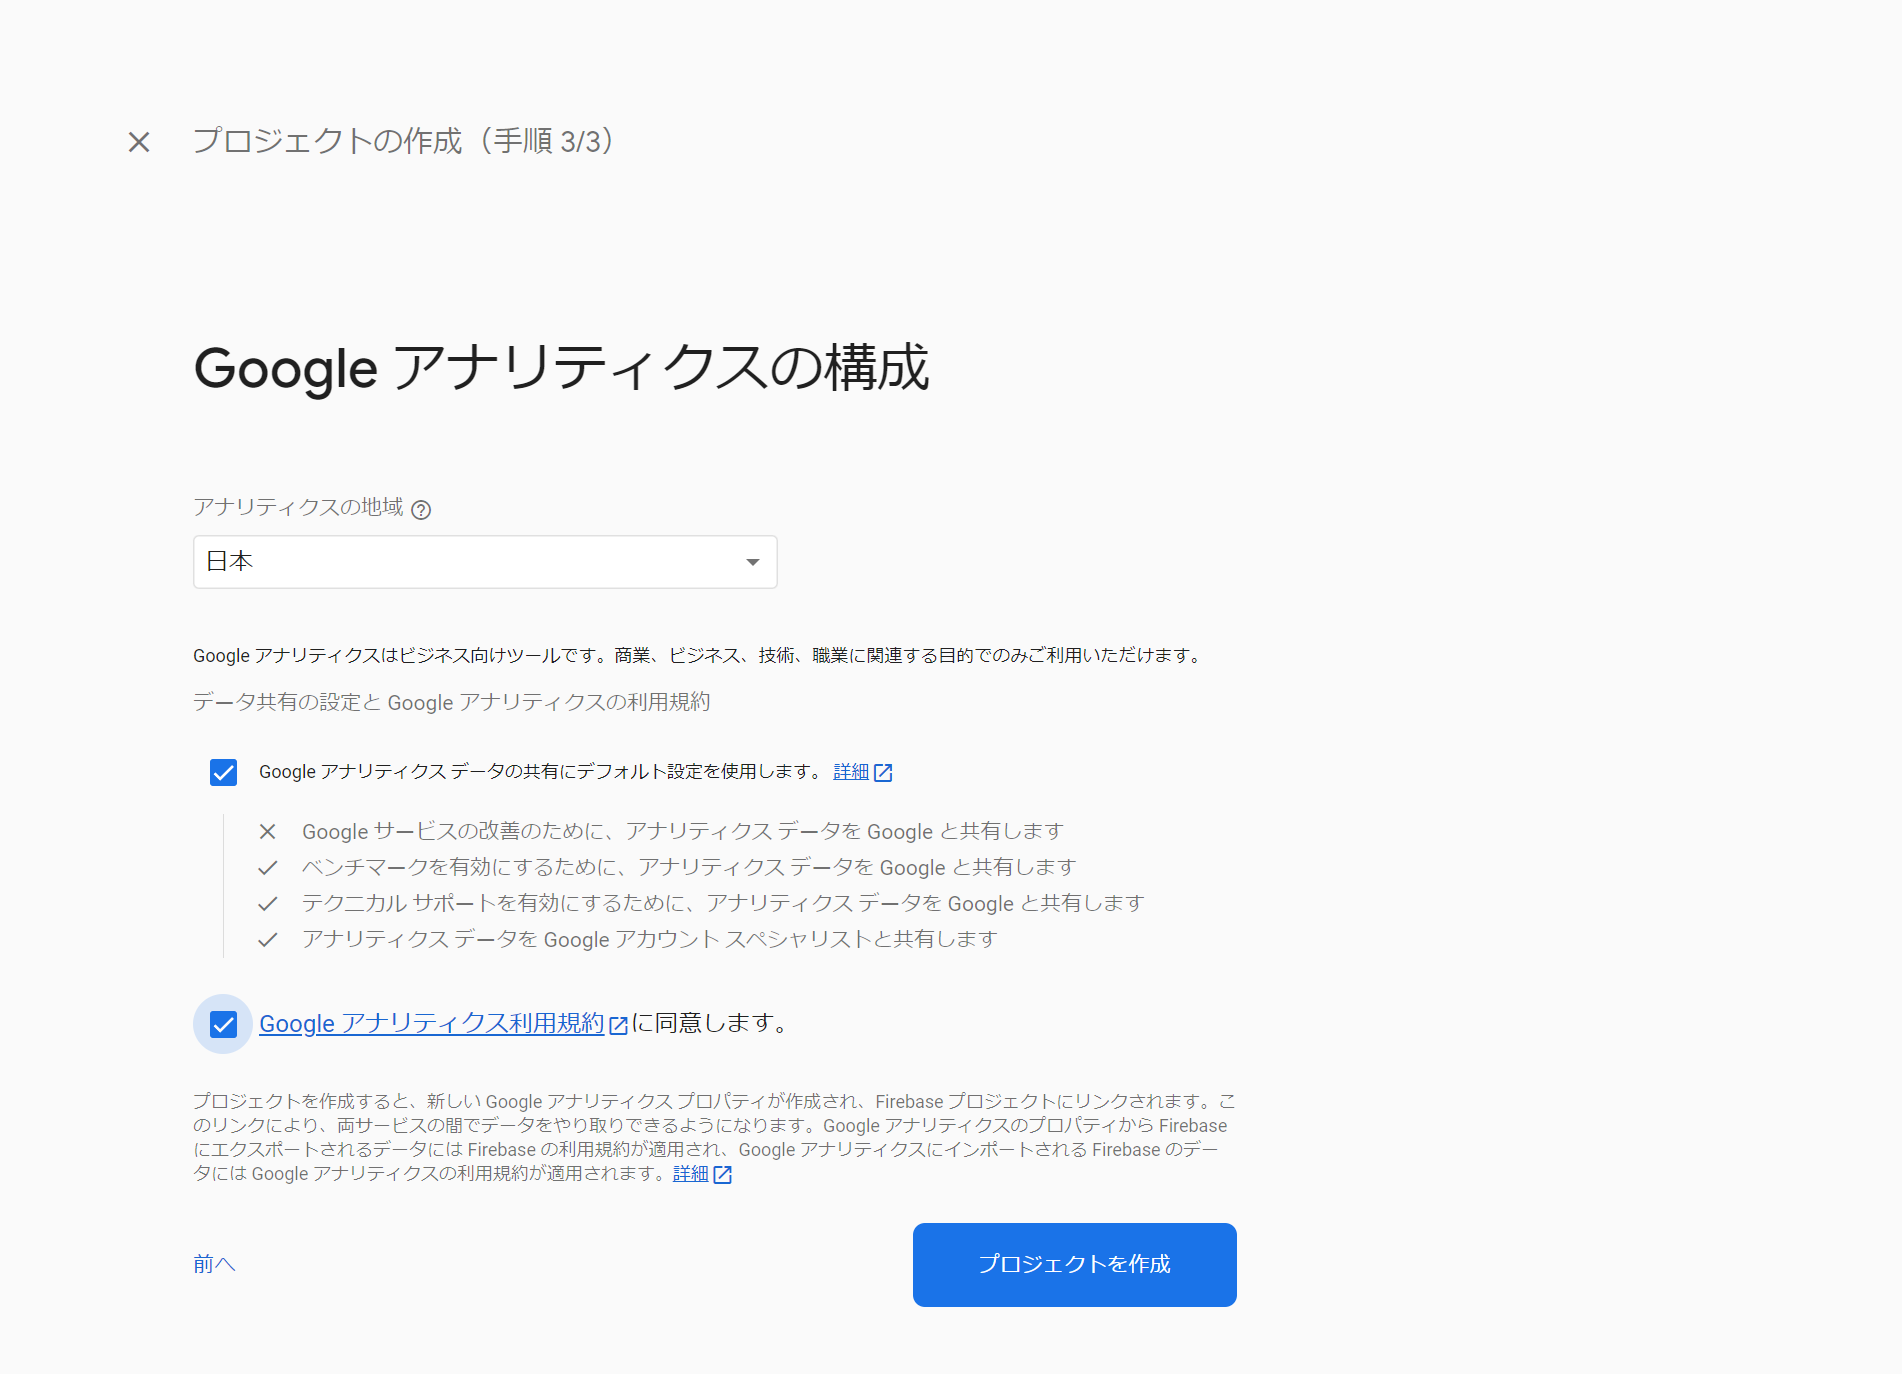 プロジェクトの作成（手順 3/3）
Google アナリティクスの構成
アナリティクスの地域
日本
Google アナリティクスはビジネス向けツールです。商業、ビジネス、技術、職業に関連する目的でのみご利用いただけます。
データ共有の設定と Google アナリティクスの利用規約
Google アナリティクス データの共有にデフォルト設定を使用します。 詳細
Google サービスの改善のために、アナリティクス データを Google と共有します
ベンチマークを有効にするために、アナリティクス データを Google と共有します
テクニカル サポートを有効にするために、アナリティクス データを Google と共有します
アナリティクス データを Google アカウント スペシャリストと共有します
Google アナリティクス利用規約に同意します。
プロジェクトを作成すると、新しい Google アナリティクス プロパティが作成され、Firebase プロジェクトにリンクされます。こ
のリンクにより、両サービスの間でデータをやり取りできるようになります。Google アナリティクスのプロパティから Firebase
にエクスポートされるデータには Firebase の利用規約が適用され、Google アナリティクスにインポートされる Firebase のデー
タには Google アナリティクスの利用規約が適用されます。詳細
前へ
プロジェクトを作成